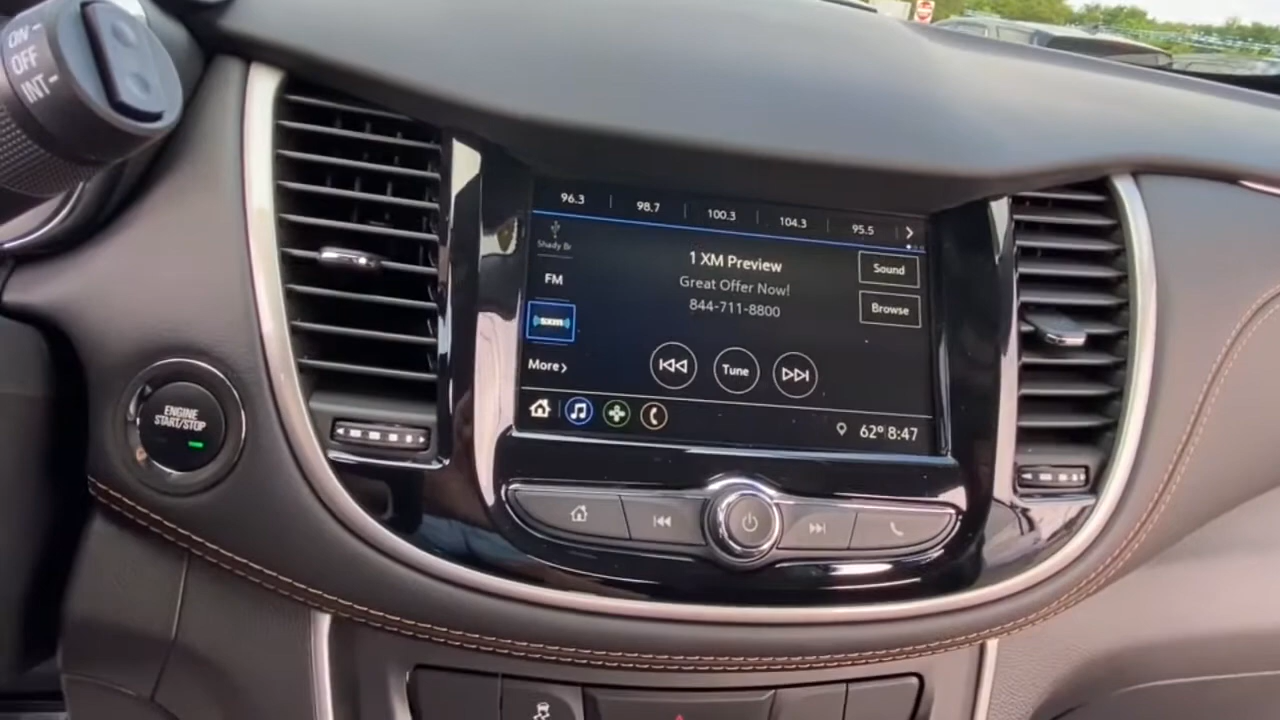 ON
OFF
INT
96.3 98.7 100.3 104.3 95.5
Shady Br
1 XM Preview
Sound
FM
Great Offer Now!
844-711-8800
Browse
sxm
More
Tune
ENGINE
START/STOP
62° 8:47